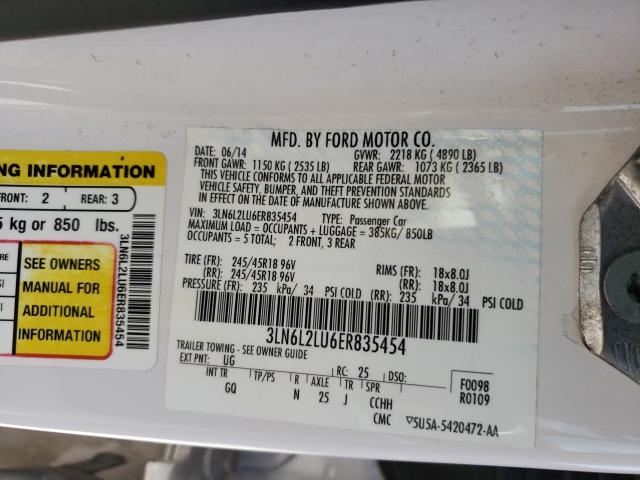 NG INFORMATION
FRONT: 2 REAR: 3
5 kg or 850 lbs.
SEE OWNERS
MANUAL FOR
ADDITIONAL
INFORMATION
3LN6L2LU6ER835454
MFD. BY FORD MOTOR CO.
DATE: 06/14 GVWR: 2218 KG ( 4890 LB)
FRONT GAWR: 1150 KG ( 2535 LB) REAR GAWR: 1073 KG ( 2365 LB)
THIS VEHICLE CONFORMS TO ALL APPLICABLE FEDERAL MOTOR
VEHICLE SAFETY, BUMPER, AND THEFT PREVENTION STANDARDS
IN EFFECT ON THE DATE OF MANUFACTURE SHOWN ABOVE.
VIN: 3LN6L2LU6ER835454 TYPE: Passenger Car
MAXIMUM LOAD = OCCUPANTS + LUGGAGE = 385KG/ 850LB
OCCUPANTS = 5 TOTAL; 2 FRONT, 3 REAR
TIRE (FR): 245/45R18 96V RIMS (FR): 18x8.0J
(RR): 245/45R18 96V (RR): 18x8.0J
PRESSURE (FR): 235 kPa/ 34 PSI COLD (RR): 235 kPa/ 34 PSI COLD
3LN6L2LU6ER835454
TRAILER TOWING - SEE OWNER GUIDE
EXT PNT: UG RC: 25 DSO:
INT TR TP/PS R AXLE TR SPR
GQ N 25 J CCHH
CMC
F0098
R0109
5U5A-5420472-AA